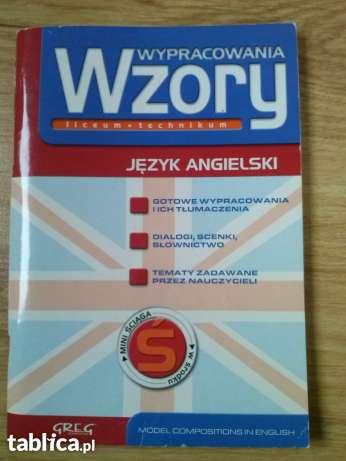 WYPRACOWANIA
Wzory
liceum • technikum
JĘZYK ANGIELSKI
GOTOWE WYPRACOWANIA
I ICH TŁUMACZENIA
DIALOGI, SCENKI,
SŁOWNICTWO
TEMATY ZADAWANE
PRZEZ NAUCZYCIELI
MINI ŚCIĄGA
Ś
w środku
GREG
MODEL COMPOSITIONS IN ENGLISH
tablica.pl